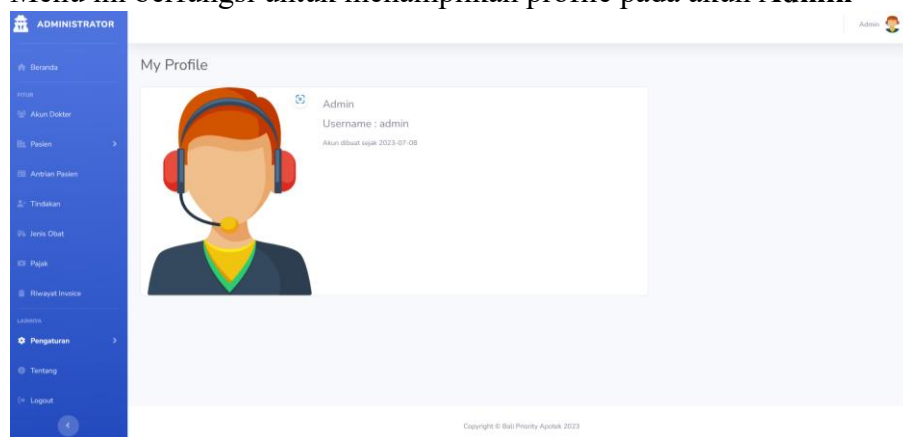 Menu ini berfungsi untuk menampilkan profile pada akun Admin
ADMINISTRATOR
Admin
Beranda
FITUR
Akun Dokter
Pasien
Antrian Pasien
Tindakan
Jenis Obat
Pajak
Riwayat Invoice
LAINNYA
Pengaturan
Tentang
Logout
My Profile
Admin
Username : admin
Akun dibuat sejak 2023-07-08
Copyright © Bali Priority Apotek 2023